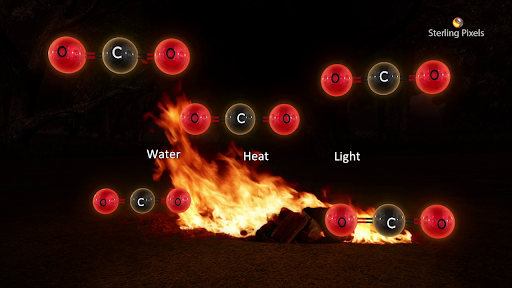 Sterling Pixels
O C O
O C O
O C O
Water Heat Light
O C O
O C O